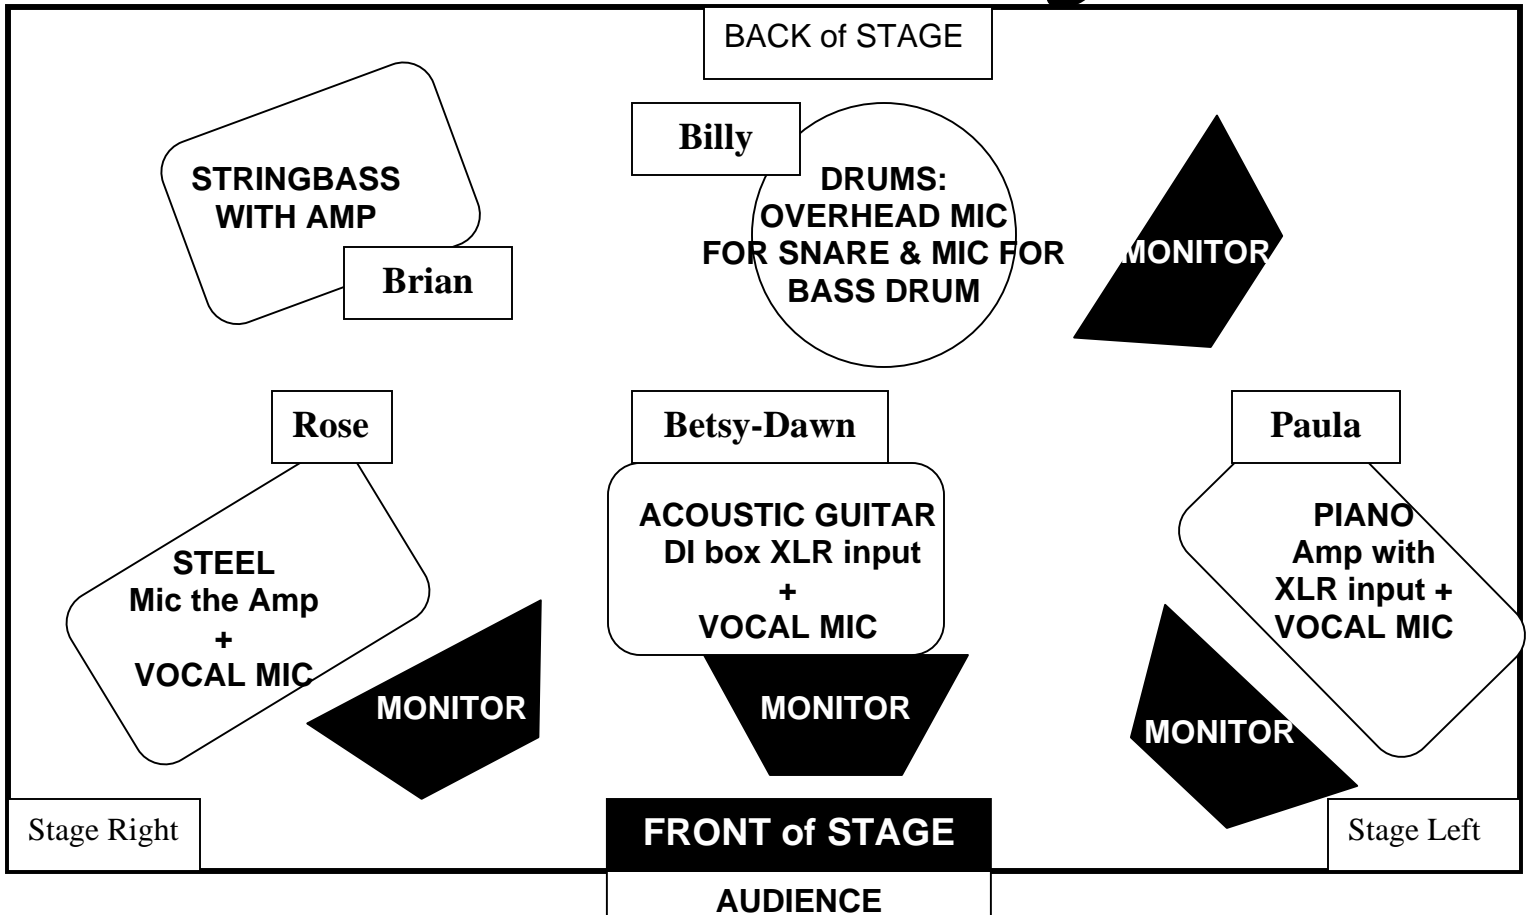 BACK of STAGE
Billy
STRINGBASS
WITH AMP
Brian
DRUMS:
OVERHEAD MIC
FOR SNARE & MIC FOR
BASS DRUM
MONITOR
Rose
STEEL
Mic the Amp
+
VOCAL MIC
MONITOR
Betsy-Dawn
ACOUSTIC GUITAR
DI box XLR input
+
VOCAL MIC
MONITOR
Paula
PIANO
Amp with
XLR input +
VOCAL MIC
MONITOR
Stage Right
FRONT of STAGE
Stage Left
AUDIENCE